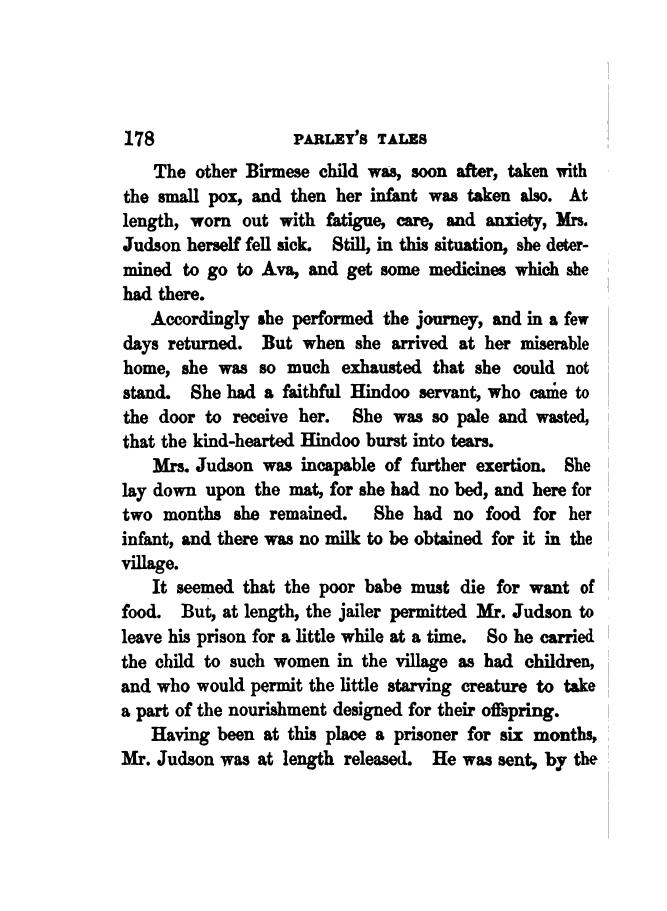 178 PARLEY'S TALES
The other Birmese child was, soon after, taken with
the small pox, and then her infant was taken also. At
length, worn out with fatigue, care, and anxiety, Mrs.
Judson herself fell sick. Still, in this situation, she deter-
mined to go to Ava, and get some medicines which she
had there.
Accordingly she performed the journey, and in a few
days returned. But when she arrived at her miserable
home, she was so much exhausted that she could not
stand. She had a faithful Hindoo servant, who came to
the door to receive her. She was so pale and wasted,
that the kind-hearted Hindoo burst into tears.
Mrs. Judson was incapable of further exertion. She
lay down upon the mat, for she had no bed, and here for
two months she remained. She had no food for her
infant, and there was no milk to be obtained for it in the
village.
It seemed that the poor babe must die for want of
food. But, at length, the jailer permitted Mr. Judson to
leave his prison for a little while at a time. So he carried
the child to such women in the village as had children,
and who would permit the little starving creature to take
a part of the nourishment designed for their offspring.
Having been at this place a prisoner for six months,
Mr. Judson was at length released. He was sent, by the